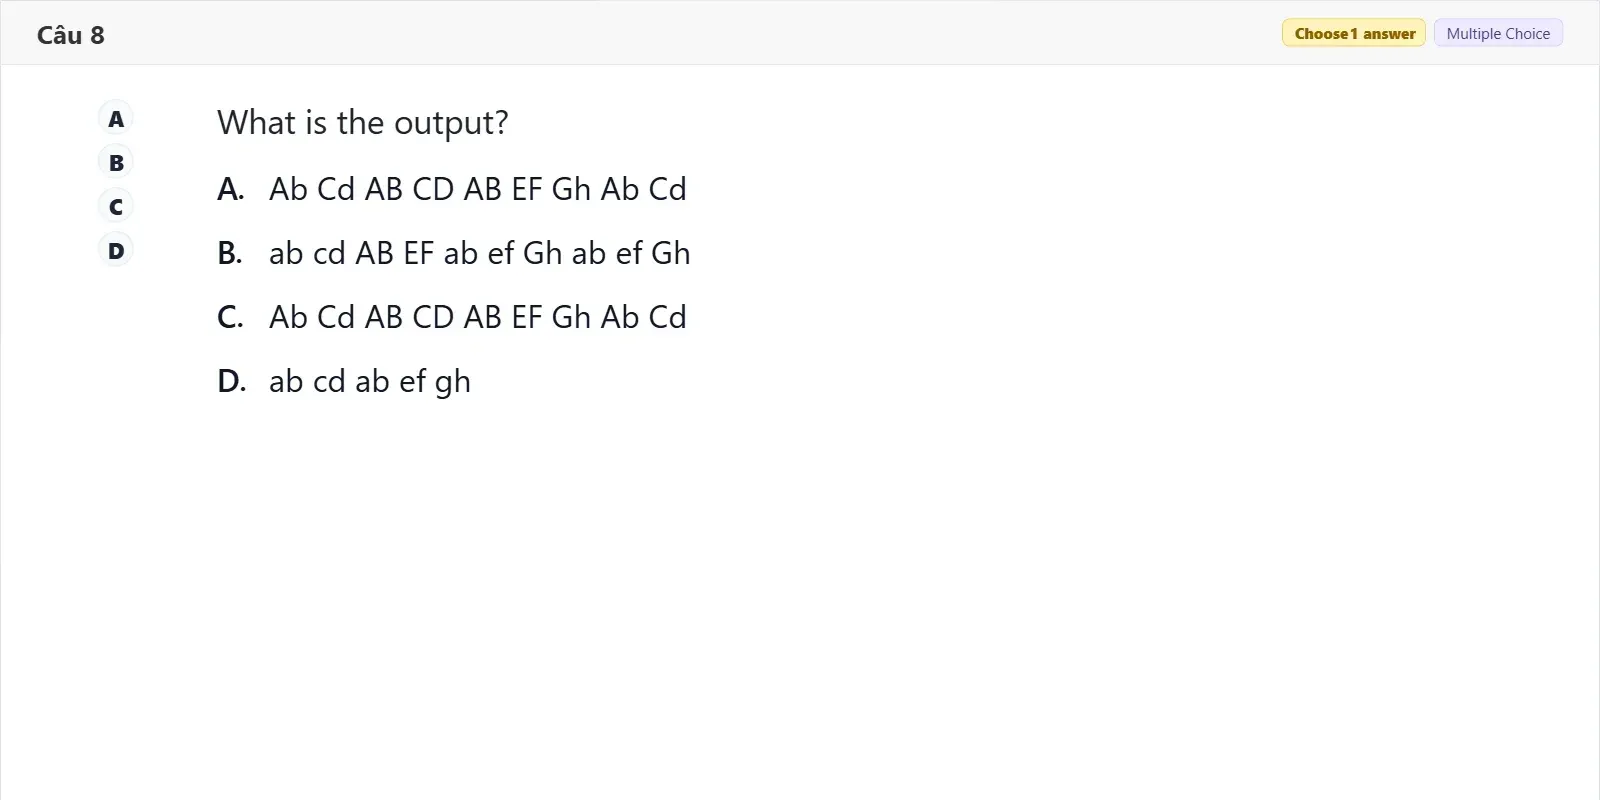 Câu 8
Choose1 answer
Multiple Choice
A
B
C
D
What is the output?
A. Ab Cd AB CD AB EF Gh Ab Cd
B. ab cd AB EF ab ef Gh ab ef Gh
C. Ab Cd AB CD AB EF Gh Ab Cd
D. ab cd ab ef gh